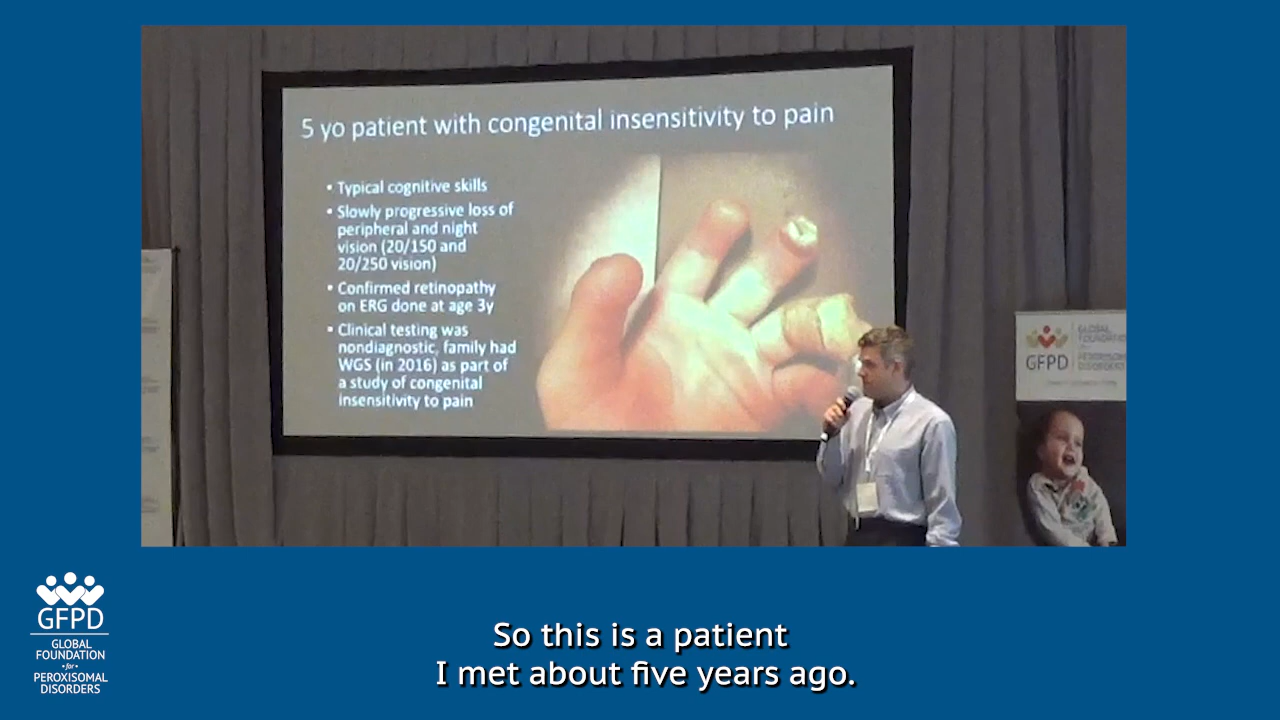 5 yo patient with congenital insensitivity to pain
• Typical cognitive skills
• Slowly progressive loss of
peripheral and night
vision (20/150 and
20/250 vision)
• Confirmed retinopathy
on ERG done at age 3y
• Clinical testing was
nondiagnostic, family had
WGS (in 2016) as part of
a study of congenital
insensitivity to pain
GFPD
GLOBAL
FOUNDATION
for
PEROXISOMAL
DISORDERS
GFPD
GLOBAL
FOUNDATION
for
PEROXISOMAL
DISORDERS
So this is a patient
I met about five years ago.